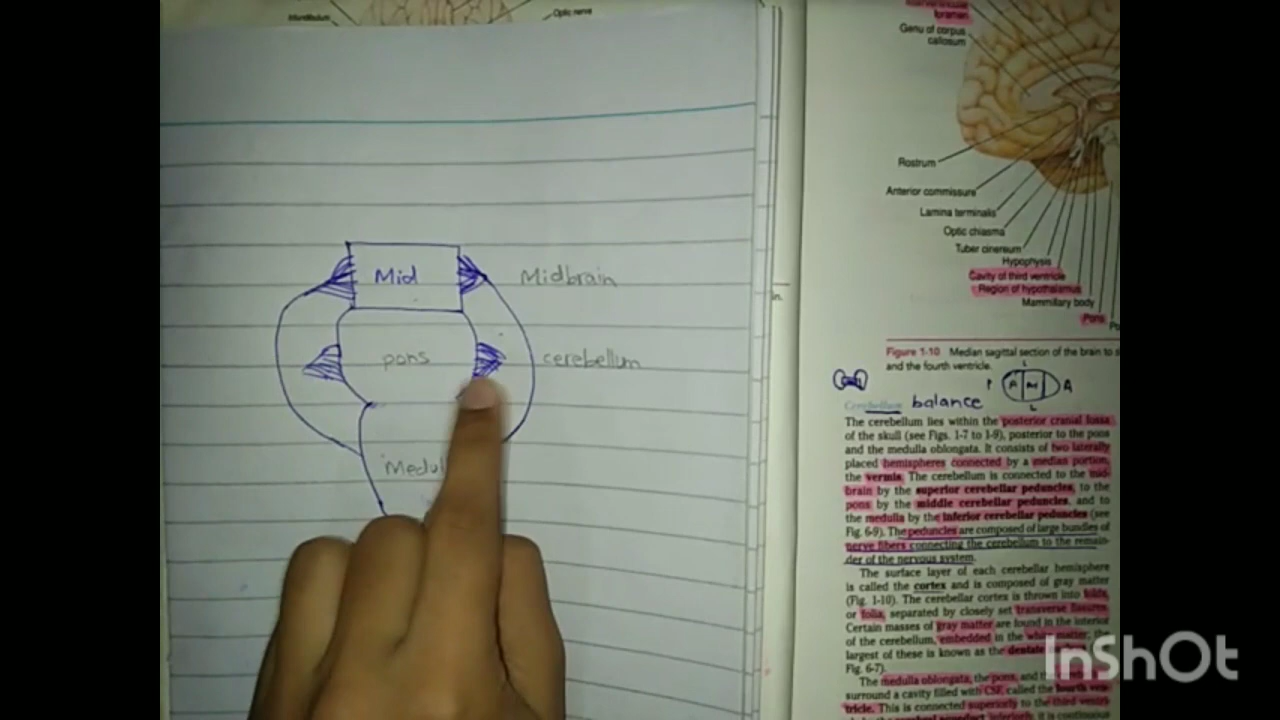 Mandibulus
Optic nerve
Mid
Midbrain
pons
cerebellum
Genu of corpus
callosum
Rostrum
Anterior commissure
Lamina terminalis
Optic chiasma
Tuber cinereum
Hypophysis
Cavity of third ventricle
Region of hypothalamus
Mammillary body
Pons
Figure 1-10 Median sagittal section of the brain to s
and the fourth ventricle.
Cerebellum balance
The cerebellum lies within the posterior cranial fossa
of the skull (see Figs. 1-7 to 1-9), posterior to the pons
and the medulla oblongata. It consists of two laterally
placed hemispheres connected by a median portion,
the vermis. The cerebellum is connected to the mid-
brain by the superior cerebellar peduncles, to the
pons by the middle cerebellar peduncles, and to
the medulla by the inferior cerebellar peduncles (see
Fig. 6-9). The peduncles are composed of large bundles of
nerve fibers connecting the cerebellum to the remain-
der of the nervous system.
The surface layer of each cerebellar hemisphere
is called the cortex and is composed of gray matter
(Fig. 1-10). The cerebellar cortex is thrown into folds,
or folia, separated by closely set transverse fissures.
Certain masses of gray matter are found in the interior
of the cerebellum, embedded in the white matter; the
largest of these is known as the dentate
Fig. 6-7).
The medulla oblongata, the pons, and
surround a cavity filled with CSF, called the fourth ven-
tricle. This is connected superiorly to the third
InShOt